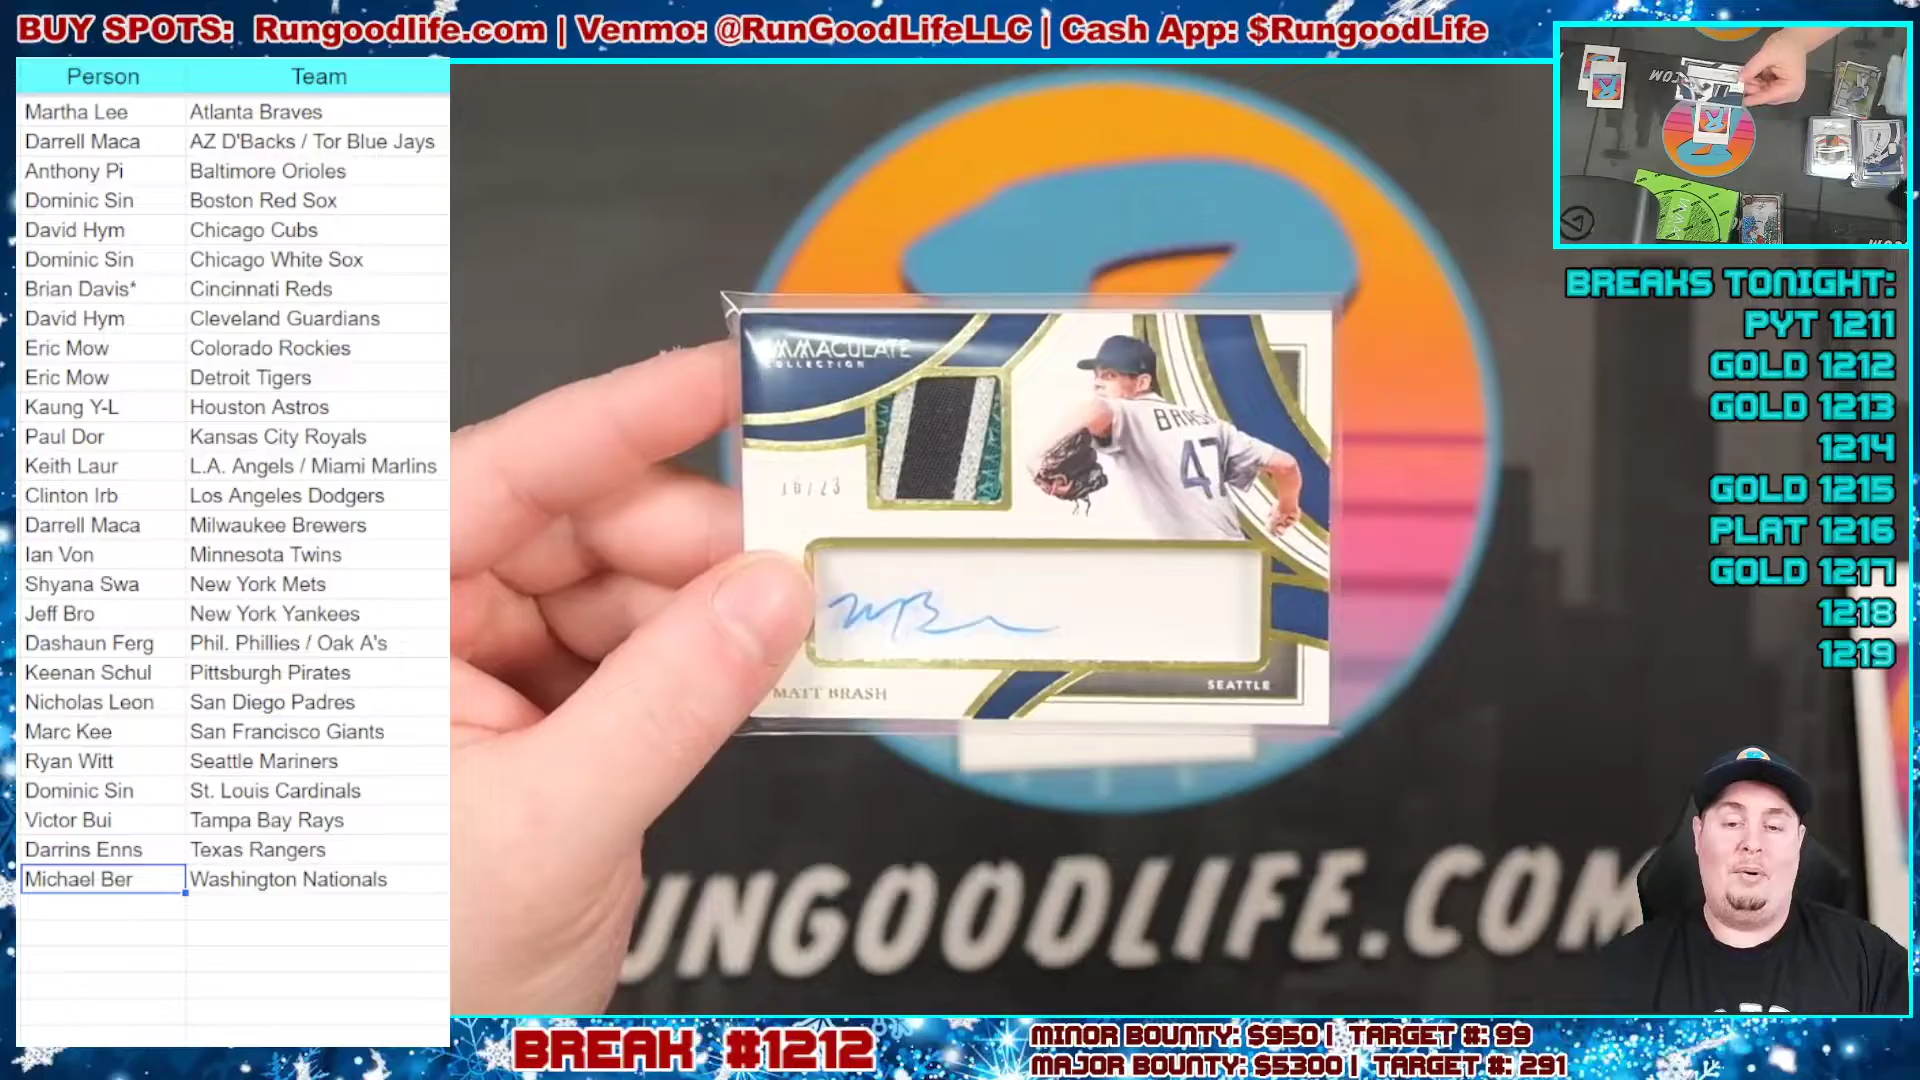 BUY SPOTS: Rungoodlife.com | Venmo: @RunGoodLifeLLC | Cash App: $RungoodLife
Person Team
Martha Lee Atlanta Braves
Darrell Maca AZ D'Backs / Tor Blue Jays
Anthony Pi Baltimore Orioles
Dominic Sin Boston Red Sox
David Hym Chicago Cubs
Dominic Sin Chicago White Sox
Brian Davis* Cincinnati Reds
David Hym Cleveland Guardians
Eric Mow Colorado Rockies
Eric Mow Detroit Tigers
Kaung Y-L Houston Astros
Paul Dor Kansas City Royals
Keith Laur L.A. Angels / Miami Marlins
Clinton Irb Los Angeles Dodgers
Darrell Maca Milwaukee Brewers
Ian Von Minnesota Twins
Shyana Swa New York Mets
Jeff Bro New York Yankees
Dashaun Ferg Phil. Phillies / Oak A's
Keenan Schul Pittsburgh Pirates
Nicholas Leon San Diego Padres
Marc Kee San Francisco Giants
Ryan Witt Seattle Mariners
Dominic Sin St. Louis Cardinals
Victor Bui Tampa Bay Rays
Darrins Enns Texas Rangers
Michael Ber Washington Nationals
IMMACULATE
COLLECTION
BRASH
47
16/23
MATT BRASH
SEATTLE
UNGOODLIFE.COM
BREAKS TONIGHT:
PYT 1211
GOLD 1212
GOLD 1213
1214
GOLD 1215
PLAT 1216
GOLD 1217
1218
1219
BREAK #1212
MINOR BOUNTY: $950 | TARGET #: 99
MAJOR BOUNTY: $5300 | TARGET #: 291